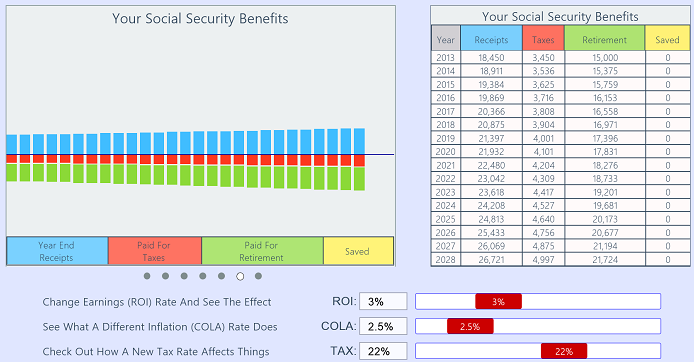 Your Social Security Benefits
Year End
Receipts
Paid For
Taxes
Paid For
Retirement
Saved
Your Social Security Benefits
Year Receipts Taxes Retirement Saved
2013 18,450 3,450 15,000 0
2014 18,911 3,536 15,375 0
2015 19,384 3,625 15,759 0
2016 19,869 3,716 16,153 0
2017 20,366 3,808 16,558 0
2018 20,875 3,904 16,971 0
2019 21,397 4,001 17,396 0
2020 21,932 4,101 17,831 0
2021 22,480 4,204 18,276 0
2022 23,042 4,309 18,733 0
2023 23,618 4,417 19,201 0
2024 24,208 4,527 19,681 0
2025 24,813 4,640 20,173 0
2026 25,433 4,756 20,677 0
2027 26,069 4,875 21,194 0
2028 26,721 4,997 21,724 0
Change Earnings (ROI) Rate And See The Effect ROI: 3% 3%
See What A Different Inflation (COLA) Rate Does COLA: 2.5% 2.5%
Check Out How A New Tax Rate Affects Things TAX: 22% 22%